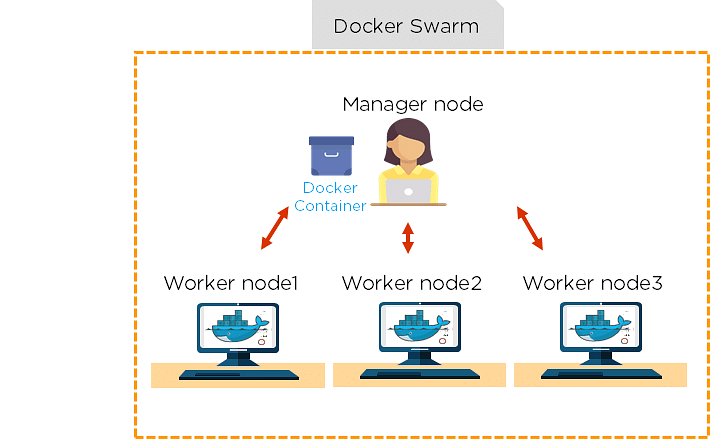 Docker Swarm
Manager node
Docker
Container
Worker node1
Worker node2
Worker node3